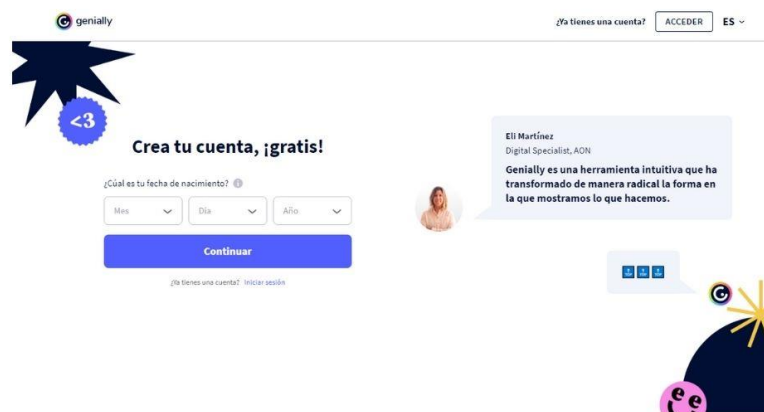 genially
¿Ya tienes una cuenta?
ACCEDER
ES
<3
Crea tu cuenta, ¡gratis!
¿Cúal es tu fecha de nacimiento?
Mes
Día
Año
Continuar
¿Ya tienes una cuenta? Iniciar sesión
Eli Martínez
Digital Specialist, AON
Genially es una herramienta intuitiva que ha
transformado de manera radical la forma en
la que mostramos lo que hacemos.